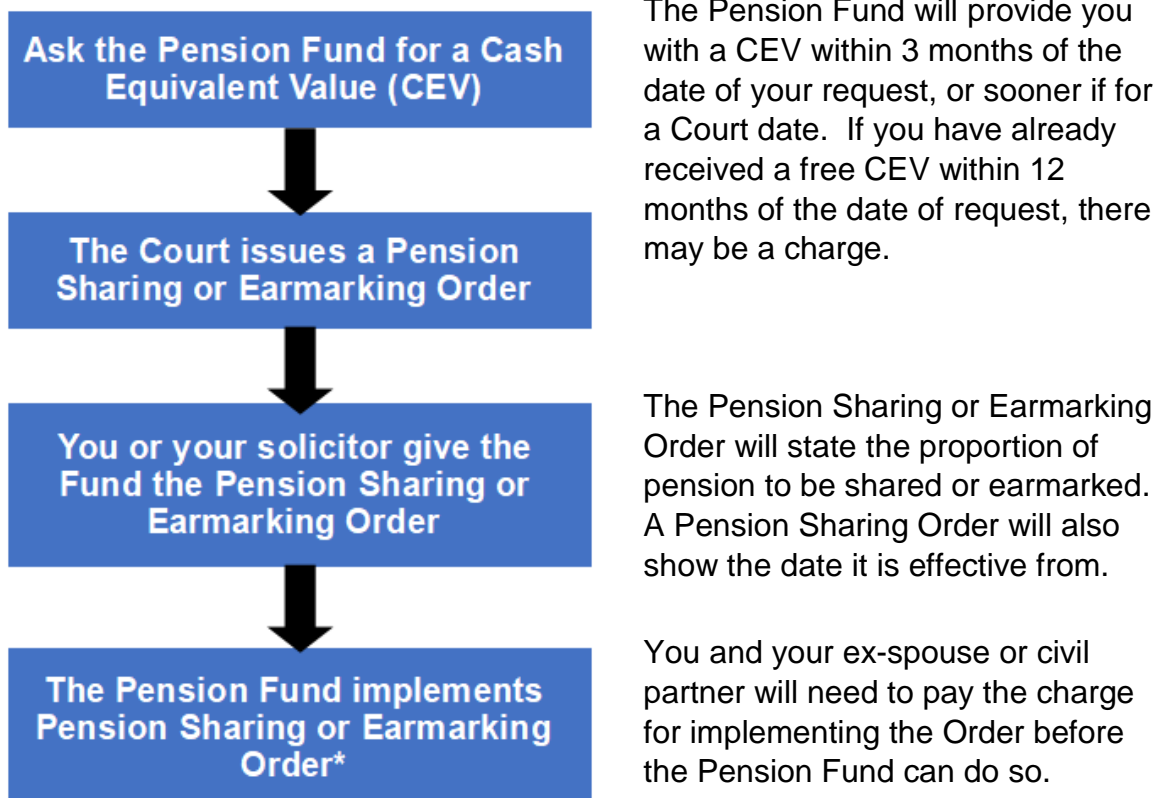 Ask the Pension Fund for a Cash
Equivalent Value (CEV)
The Pension Fund will provide you
with a CEV within 3 months of the
date of your request, or sooner if for
a Court date.  If you have already
received a free CEV within 12
months of the date of request, there
may be a charge.
The Court issues a Pension
Sharing or Earmarking Order
You or your solicitor give the
Fund the Pension Sharing or
Earmarking Order
The Pension Sharing or Earmarking
Order will state the proportion of
pension to be shared or earmarked.
A Pension Sharing Order will also
show the date it is effective from.
The Pension Fund implements
Pension Sharing or Earmarking
Order*
You and your ex-spouse or civil
partner will need to pay the charge
for implementing the Order before
the Pension Fund can do so.